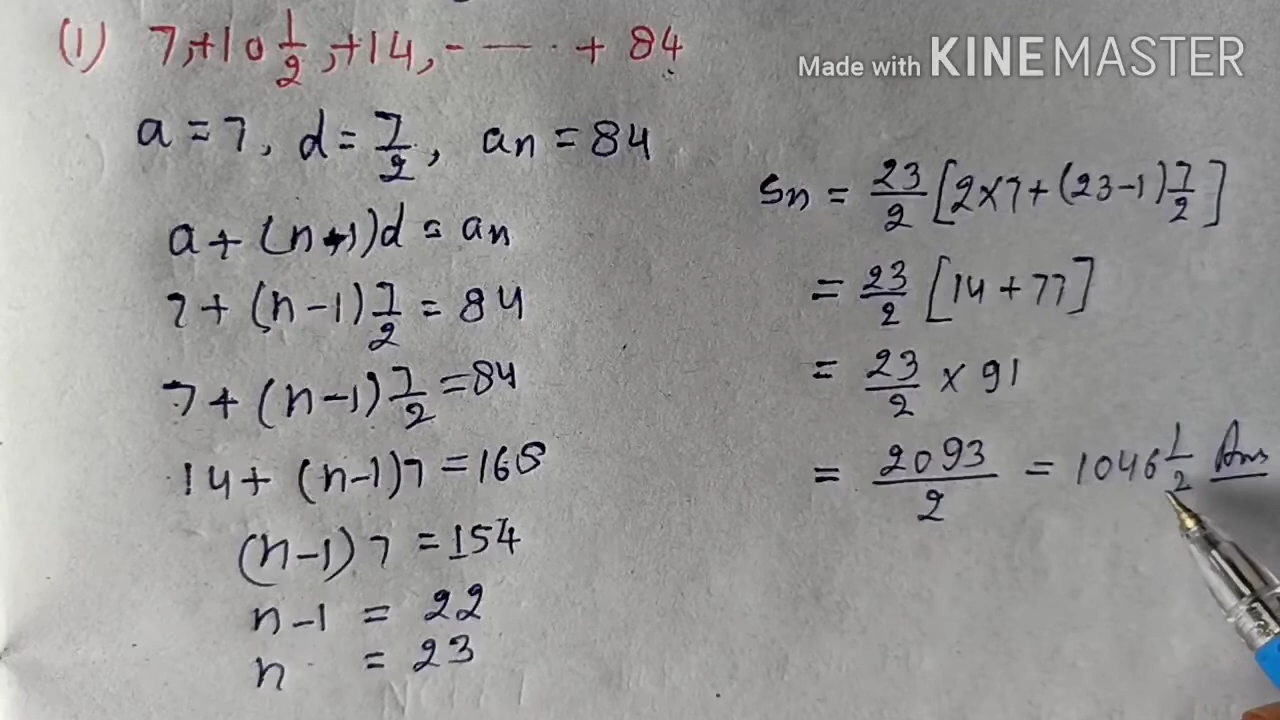 (1) 7,+10 1/2,+14,- — - - + 84
Made with KINEMASTER
a = 7, d = 7/2, an = 84
a + (n-1)d = an
7 + (n-1) 7/2 = 84
7 + (n-1) 7/2 = 84
14 + (n-1)7 = 168
(n-1) 7 = 154
n-1 = 22
n = 23
Sn = 23/2 [2×7+(23-1) 7/2]
= 23/2 [14 + 77]
= 23/2 × 91
= 2093/2 = 1046 1/2 Ans